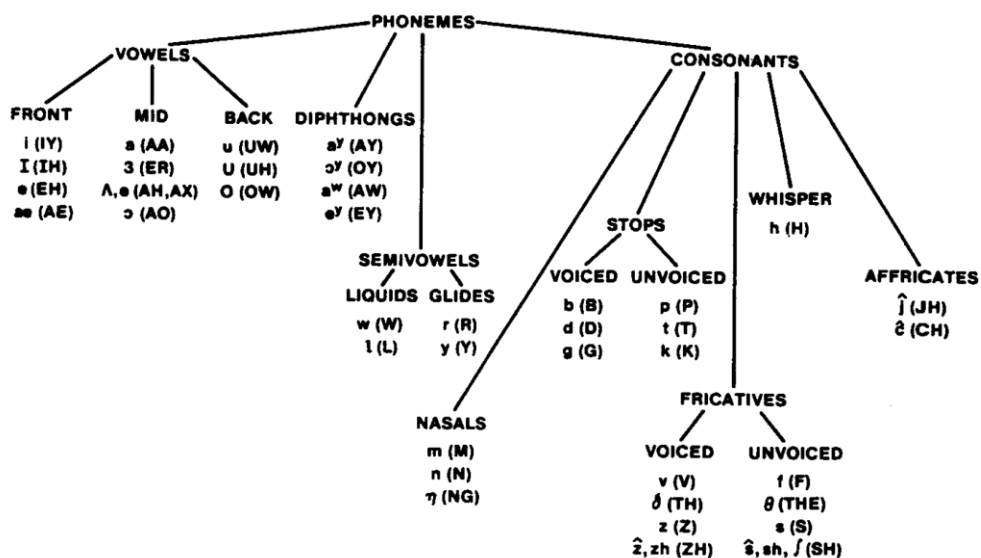 PHONEMES
VOWELS
CONSONANTS
FRONT MID BACK DIPHTHONGS
i (IY) a (AA) u (UW) aʸ (AY)
I (IH) 3 (ER) U (UH) ɔʸ (OY)
e (EH) Λ, ə (AH, AX) O (OW) aʷ (AW)
ae (AE) ɔ (AO) eʸ (EY)
WHISPER
h (H)
STOPS
SEMIVOWELS
VOICED UNVOICED
AFFRICATES
LIQUIDS GLIDES
b (B) p (P)
ĵ (JH)
w (W) r (R)
d (D) t (T)
ĉ (CH)
l (L) y (Y)
g (G) k (K)
FRICATIVES
NASALS
VOICED UNVOICED
m (M)
v (V) f (F)
n (N)
ð (TH) θ (THE)
η (NG)
z (Z) s (S)
ẑ, zh (ZH) ŝ, sh, ʃ (SH)